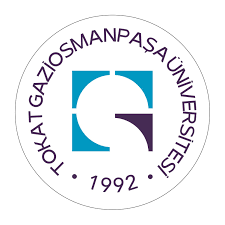 TOKAT GAZİOSMANPAŞA ÜNİVERSİTESİ
• 1992 •